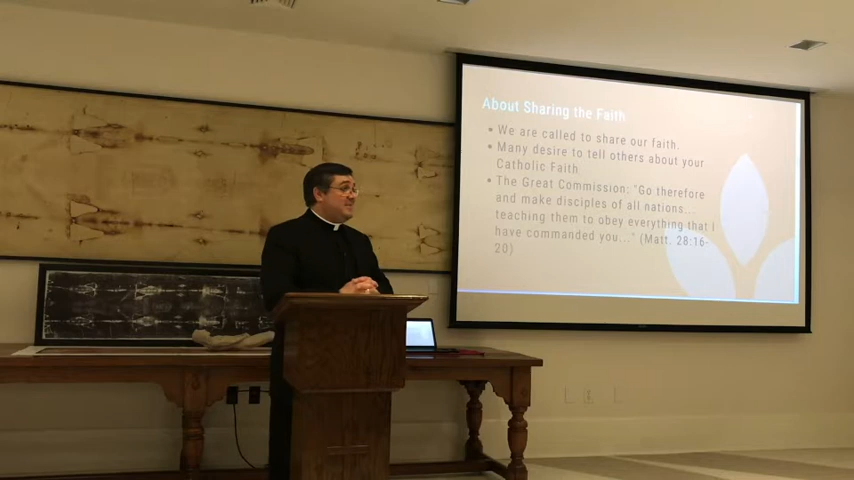 About Sharing the Faith
• We are called to share our faith.
• Many desire to tell others about your
Catholic Faith
• The Great Commission: "Go therefore
and make disciples of all nations....
teaching them to obey everything that I
have commanded you..." (Matt. 28:16-
20)